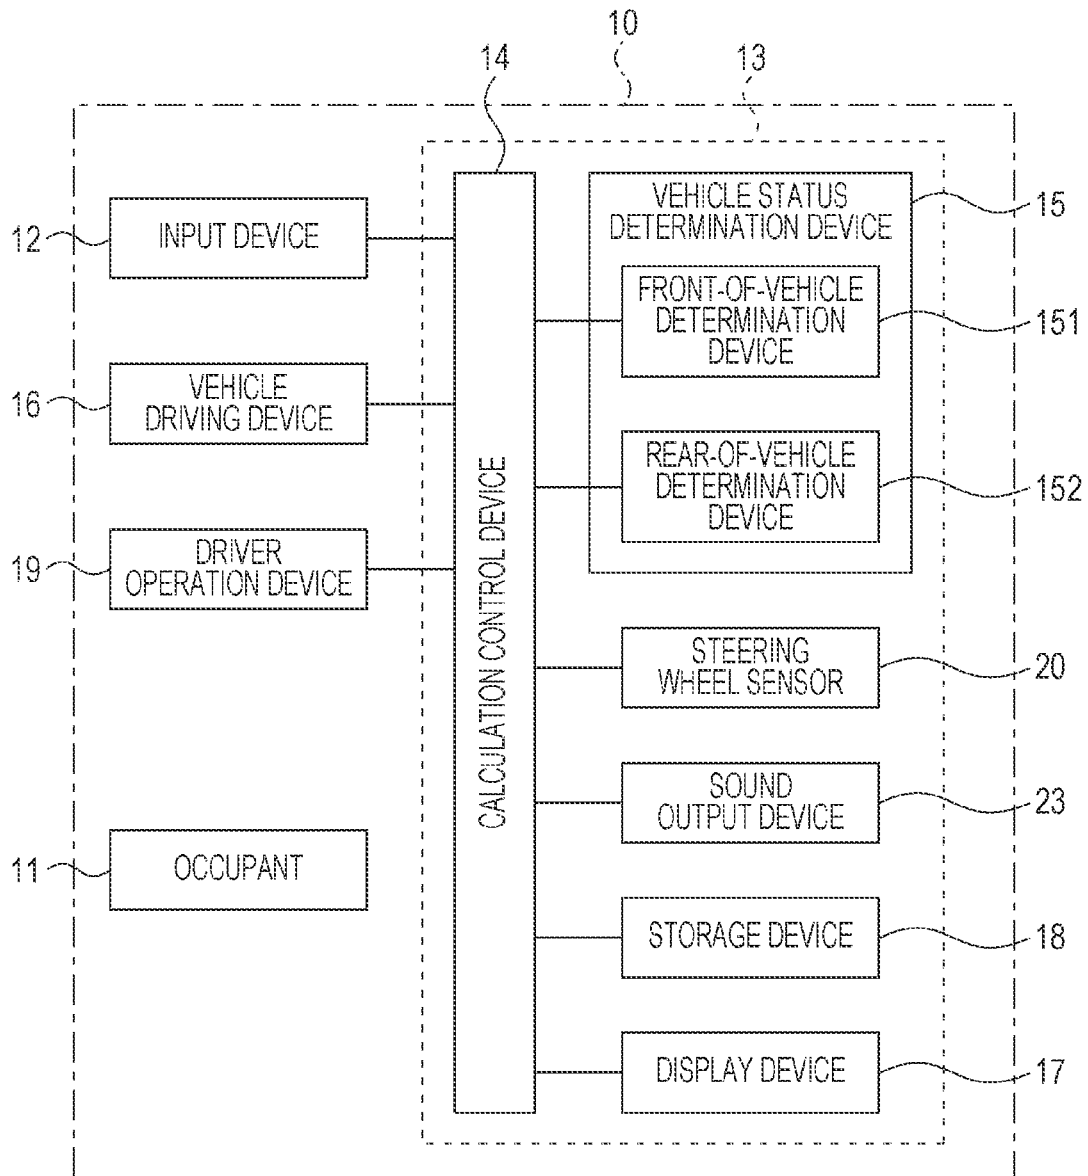 10
14
13
VEHICLE STATUS
DETERMINATION DEVICE
15
12
INPUT DEVICE
FRONT-OF-VEHICLE
DETERMINATION
DEVICE
151
16
VEHICLE
DRIVING DEVICE
REAR-OF-VEHICLE
DETERMINATION
DEVICE
152
19
DRIVER
OPERATION DEVICE
CALCULATION CONTROL DEVICE
STEERING
WHEEL SENSOR
20
SOUND
OUTPUT DEVICE
23
11
OCCUPANT
STORAGE DEVICE
18
DISPLAY DEVICE
17